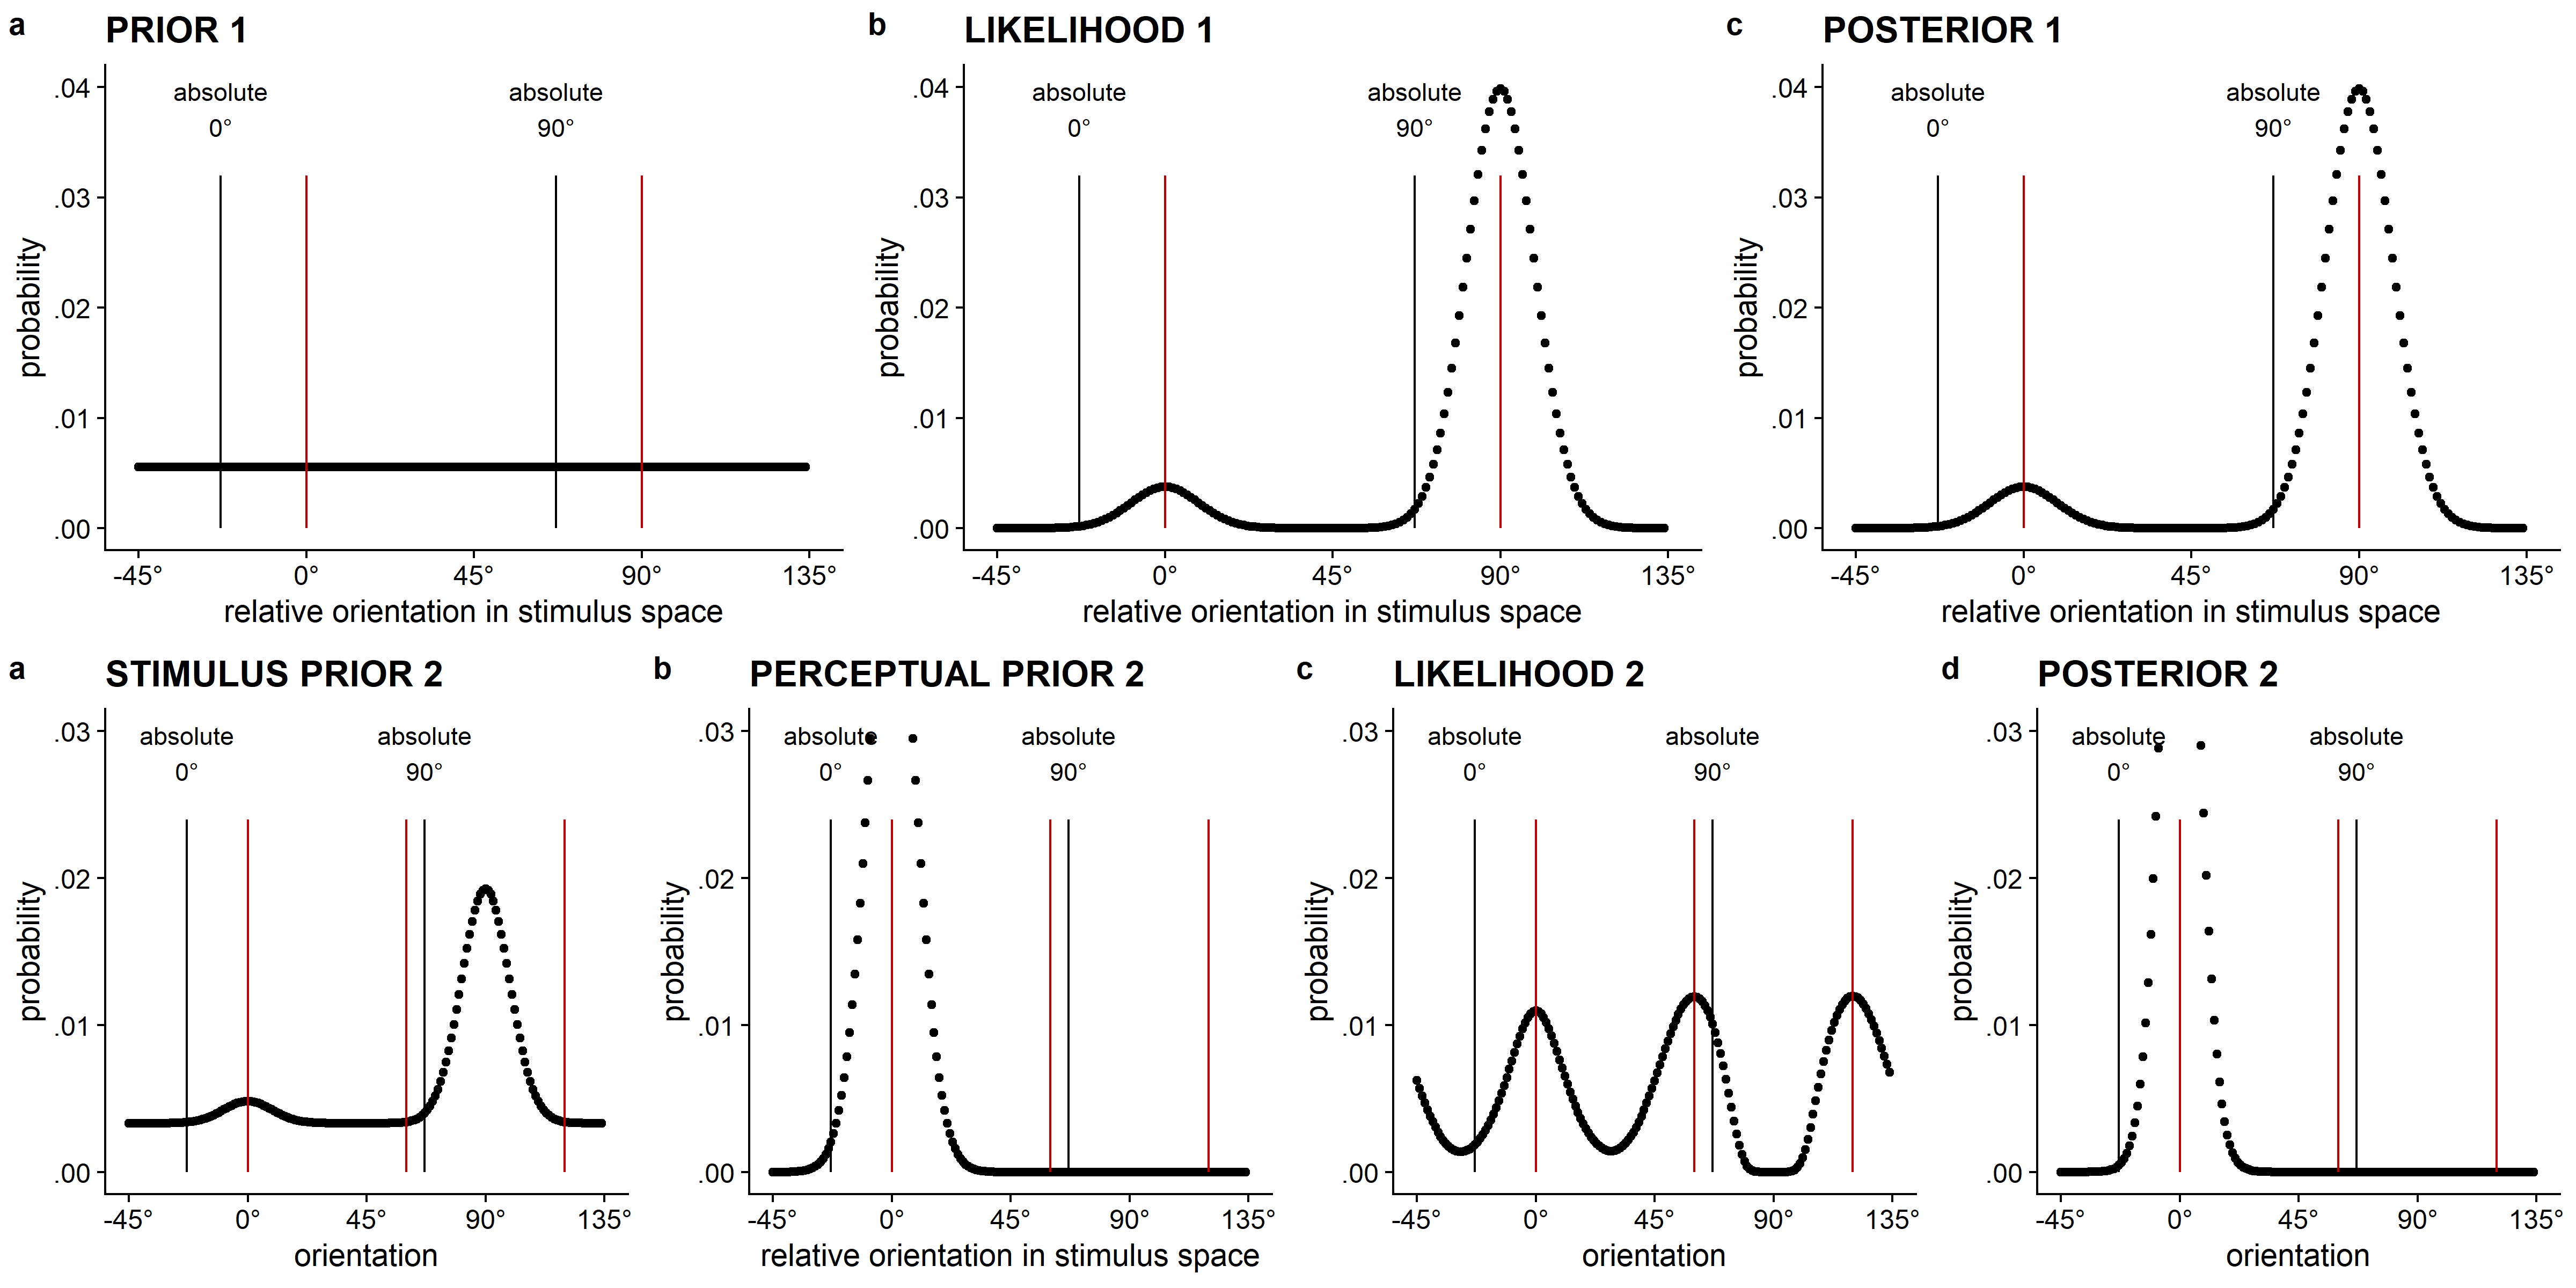 a PRIOR 1
.04
.03
.02
.01
.00
probability
absolute
0°
absolute
90°
-45° 0° 45° 90° 135°
relative orientation in stimulus space
b LIKELIHOOD 1
.04
.03
.02
.01
.00
probability
absolute
0°
absolute
90°
-45° 0° 45° 90° 135°
relative orientation in stimulus space
c POSTERIOR 1
.04
.03
.02
.01
.00
probability
absolute
0°
absolute
90°
-45° 0° 45° 90° 135°
relative orientation in stimulus space
a STIMULUS PRIOR 2
.03
.02
.01
.00
probability
absolute
0°
absolute
90°
-45° 0° 45° 90° 135°
orientation
b PERCEPTUAL PRIOR 2
.03
.02
.01
.00
probability
absolute
0°
absolute
90°
-45° 0° 45° 90° 135°
relative orientation in stimulus space
c LIKELIHOOD 2
.03
.02
.01
.00
probability
absolute
0°
absolute
90°
-45° 0° 45° 90° 135°
orientation
d POSTERIOR 2
.03
.02
.01
.00
probability
absolute
0°
absolute
90°
-45° 0° 45° 90° 135°
orientation